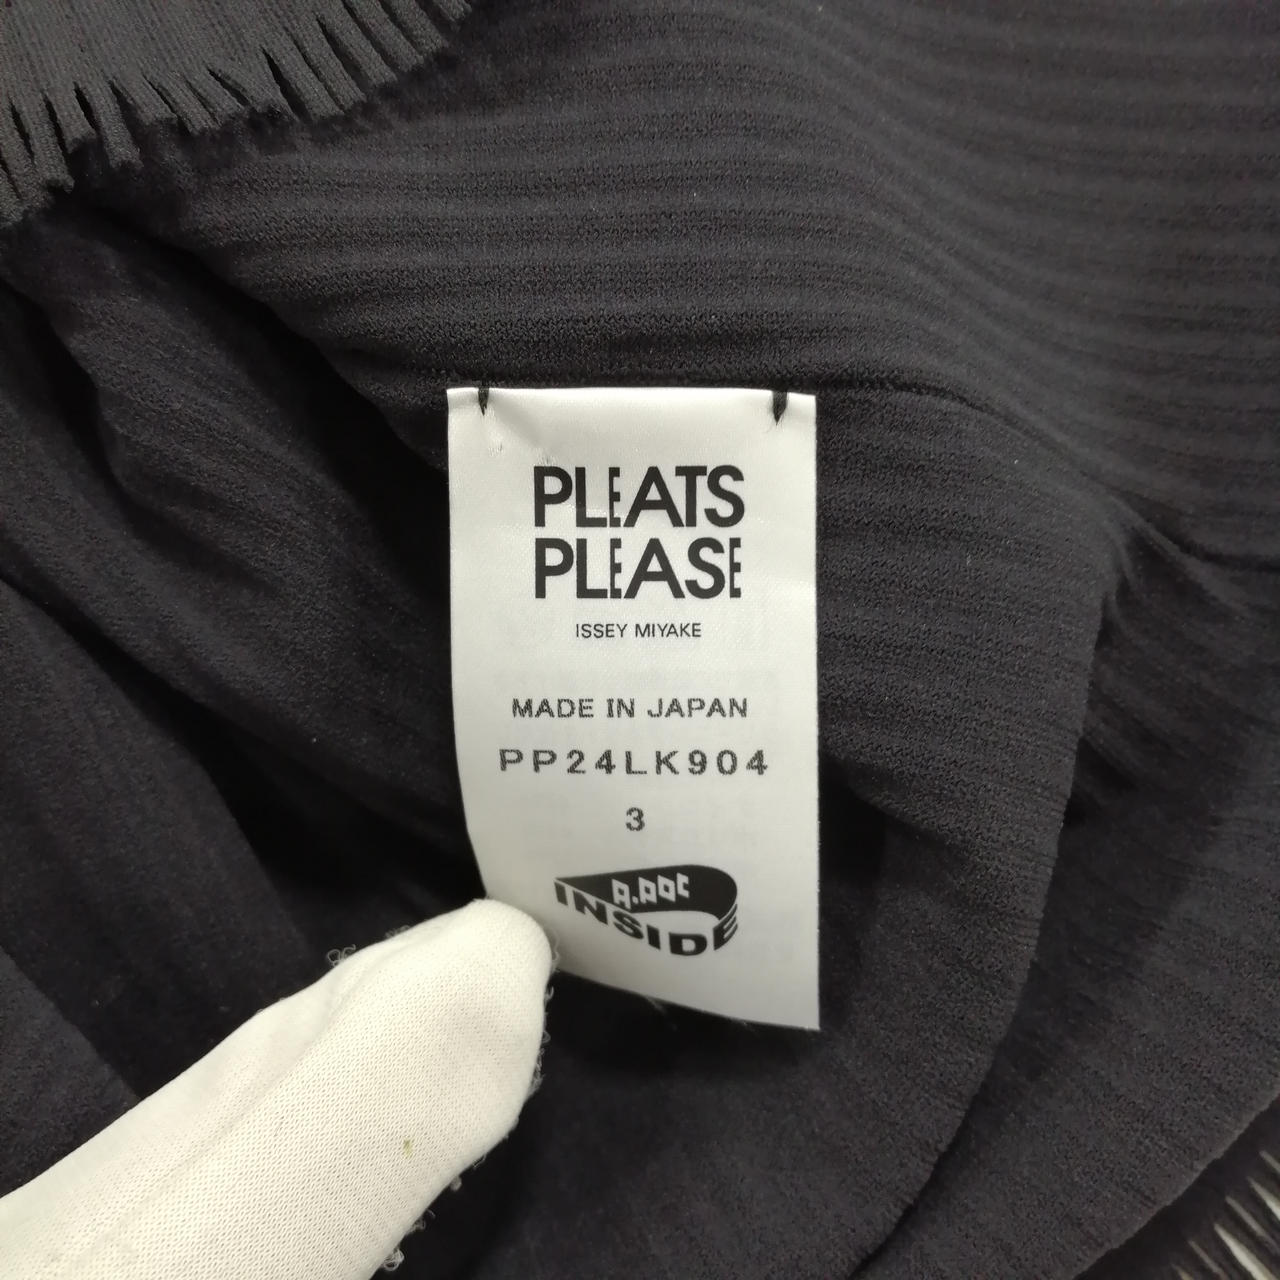 PLEATS
PLEASE
ISSEY MIYAKE
MADE IN JAPAN
PP24LK904
3
A.POC
INSIDE